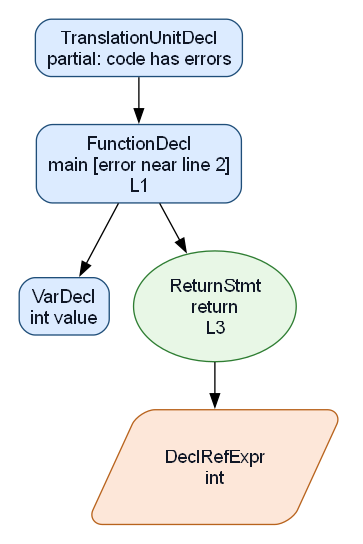 TranslationUnitDecl
partial: code has errors
FunctionDecl
main [error near line 2]
L1
VarDecl
int value
ReturnStmt
return
L3
DeclRefExpr
int